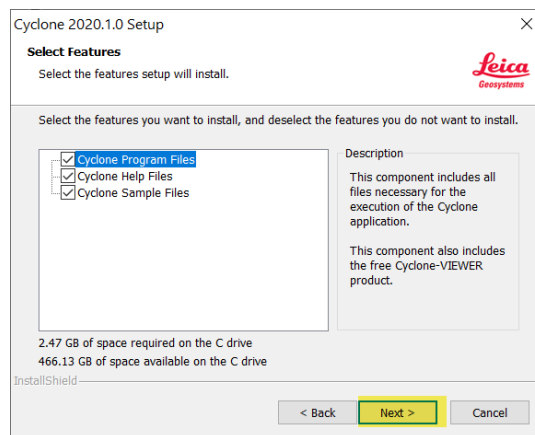 Cyclone 2020.1.0 Setup
Select Features
Select the features setup will install.
Leica
Geosystems
Select the features you want to install, and deselect the features you do not want to install.
Cyclone Program Files
Cyclone Help Files
Cyclone Sample Files
Description
This component includes all
files necessary for the
execution of the Cyclone
application.
This component also includes
the free Cyclone-VIEWER
product.
2.47 GB of space required on the C drive
466.13 GB of space available on the C drive
InstallShield
< Back
Next >
Cancel